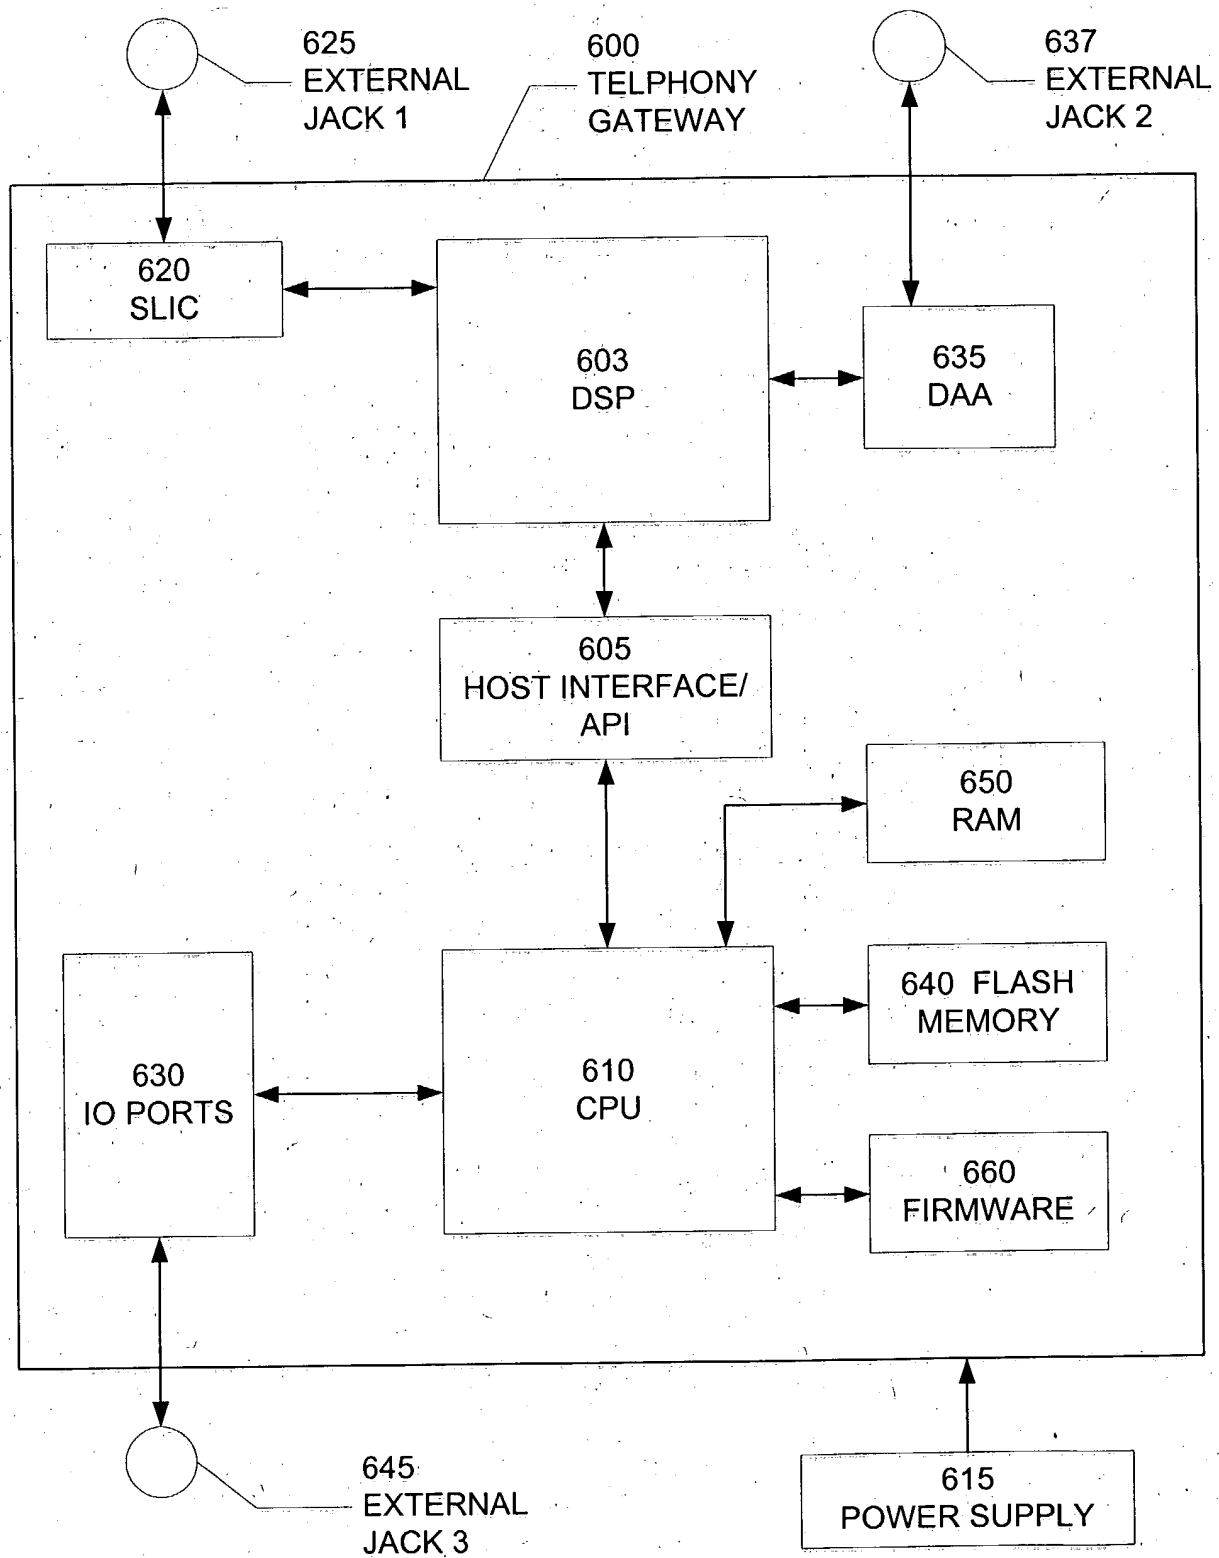 625
EXTERNAL
JACK 1
600
TELPHONY
GATEWAY
637
EXTERNAL
JACK 2
620
SLIC
603
DSP
635
DAA
605
HOST INTERFACE/
API
650
RAM
640 FLASH
MEMORY
630
IO PORTS
610
CPU
660
FIRMWARE
645
EXTERNAL
JACK 3
615
POWER SUPPLY